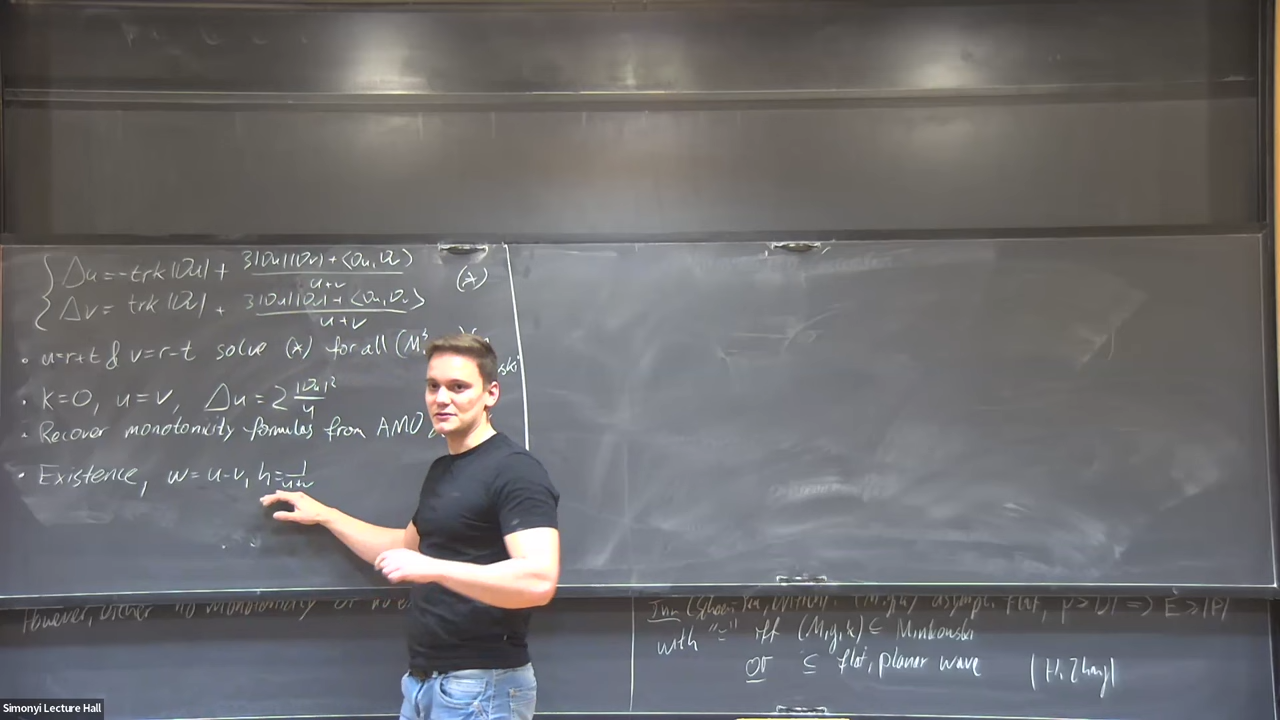 Δu = -trk|∇u| + 3|∇u||∇v| + <∇u, ∇v> / u+v (*)
Δv = trk|∇v| + 3|∇u||∇v| + <∇u, ∇v> / u+v
• u=r+t & v=r-t solve (*) for all (M³
• k=0, u=v, Δu = 2 |∇u|² / u
• Recover monotonicity formulas from AMO
• Existence, w = u-v, h = 1/u+v
However, either no monotonicity or no
Thm (Schoen-Yau, Witten). (M,g,k) asymp. flat, μ≥|J| => E≥|P|
with "=" iff (M,g,k) ⊂ Minkowski
or ⊆ flat, planar wave (H, Zhang)
Simonyi Lecture Hall